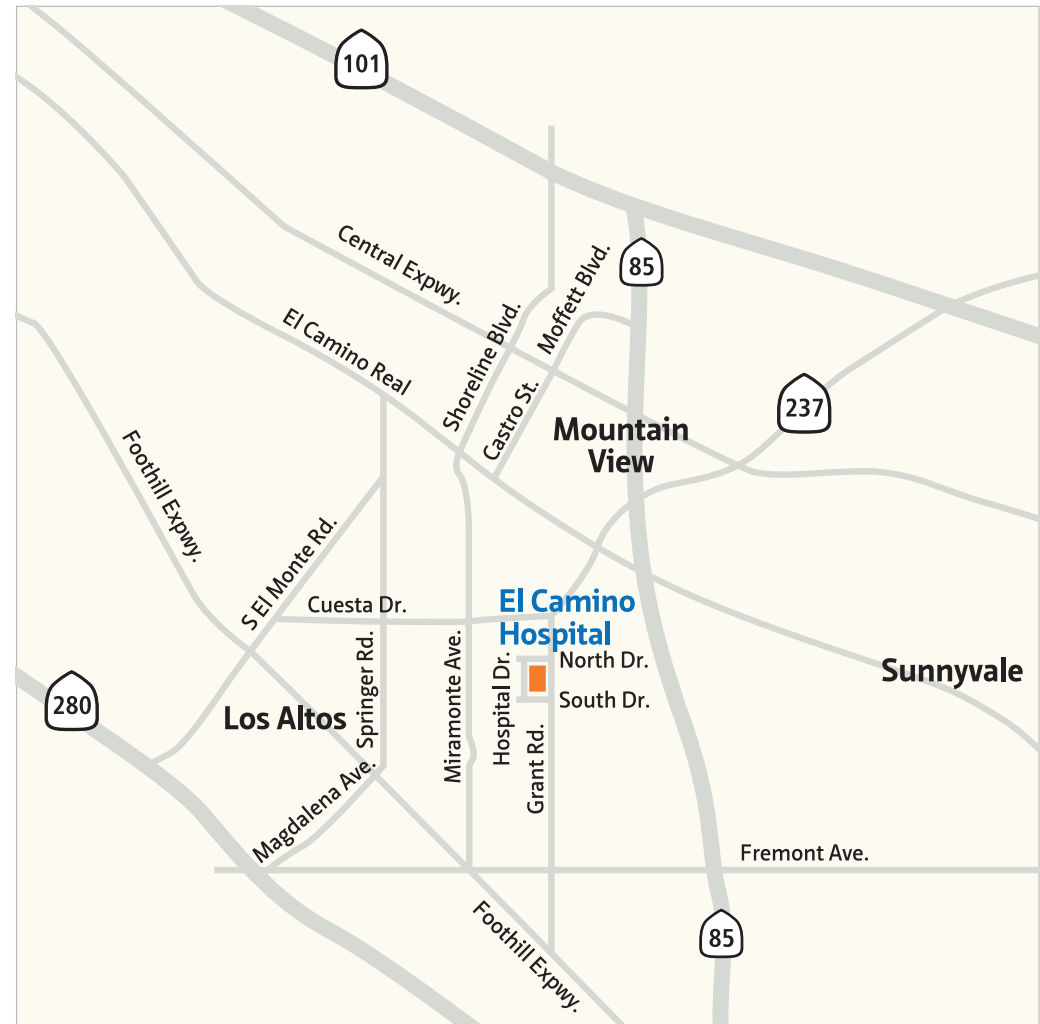 101
Central Expwy.
Moffett Blvd.
85
El Camino Real
Shoreline Blvd.
Castro St.
237
Mountain
View
Foothill Expwy.
S El Monte Rd.
Cuesta Dr.
El Camino
Hospital
North Dr.
Sunnyvale
South Dr.
280
Los Altos
Springer Rd.
Miramonte Ave.
Hospital Dr.
Grant Rd.
Magdalena Ave.
Fremont Ave.
Foothill Expwy.
85